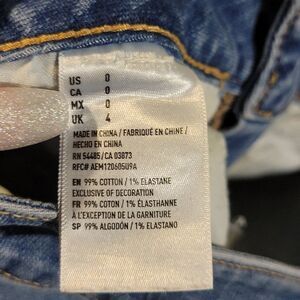 US 0
CA 0
MX 0
UK 4
MADE IN CHINA / FABRIQUÉ EN CHINE /
HECHO EN CHINA
RN 54485 / CA 03873
RFC# AEM120605U9A
EN 99% COTTON / 1% ELASTANE
EXCLUSIVE OF DECORATION
FR 99% COTON / 1% ÉLASTHANNE
À L'EXCEPTION DE LA GARNITURE
SP 99% ALGODÓN / 1% ELASTANO